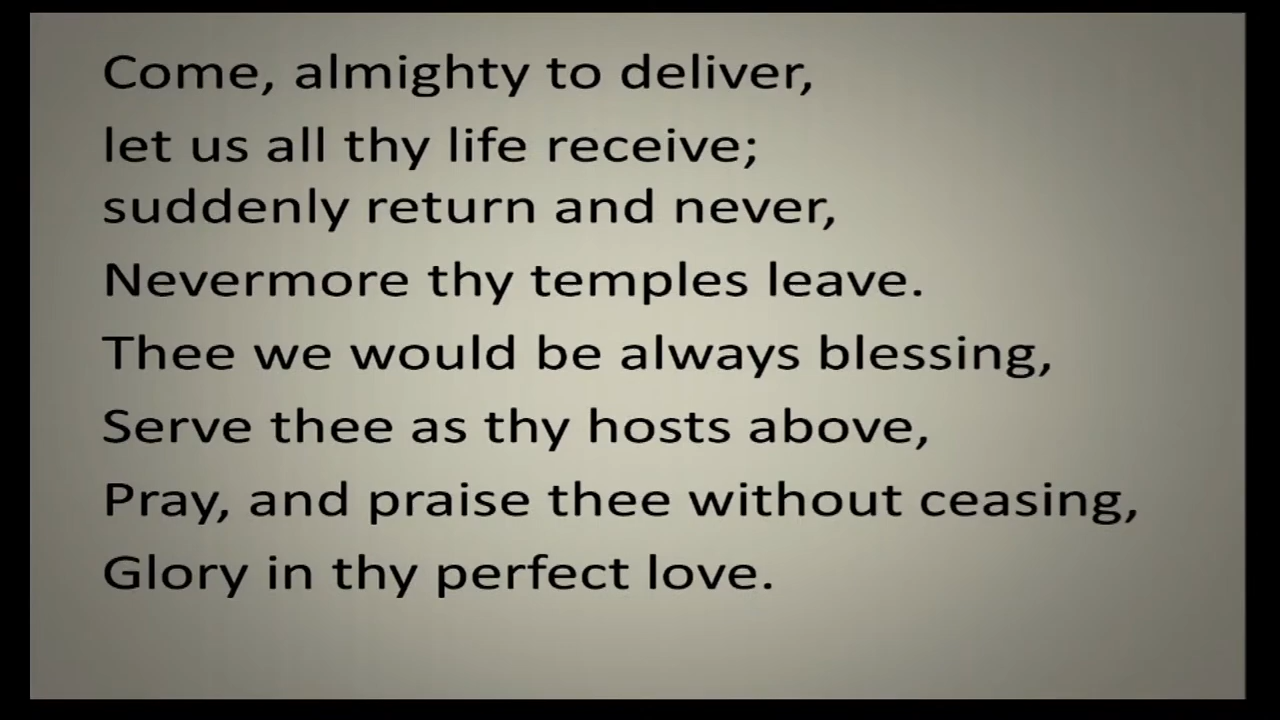 Come, almighty to deliver,
let us all thy life receive;
suddenly return and never,
Nevermore thy temples leave.
Thee we would be always blessing,
Serve thee as thy hosts above,
Pray, and praise thee without ceasing,
Glory in thy perfect love.